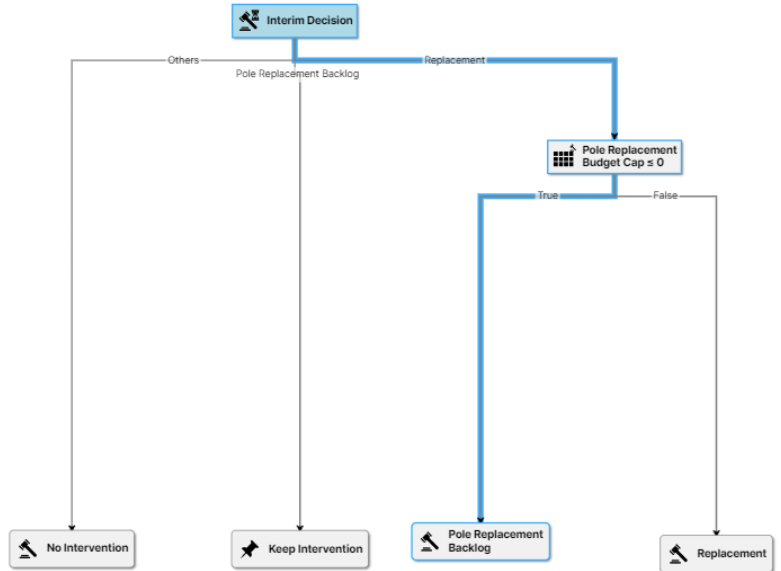 Interim Decision
Others
Replacement
Pole Replacement Backlog
Pole Replacement
Budget Cap ≤ 0
True
False
No Intervention
Keep Intervention
Pole Replacement
Backlog
Replacement